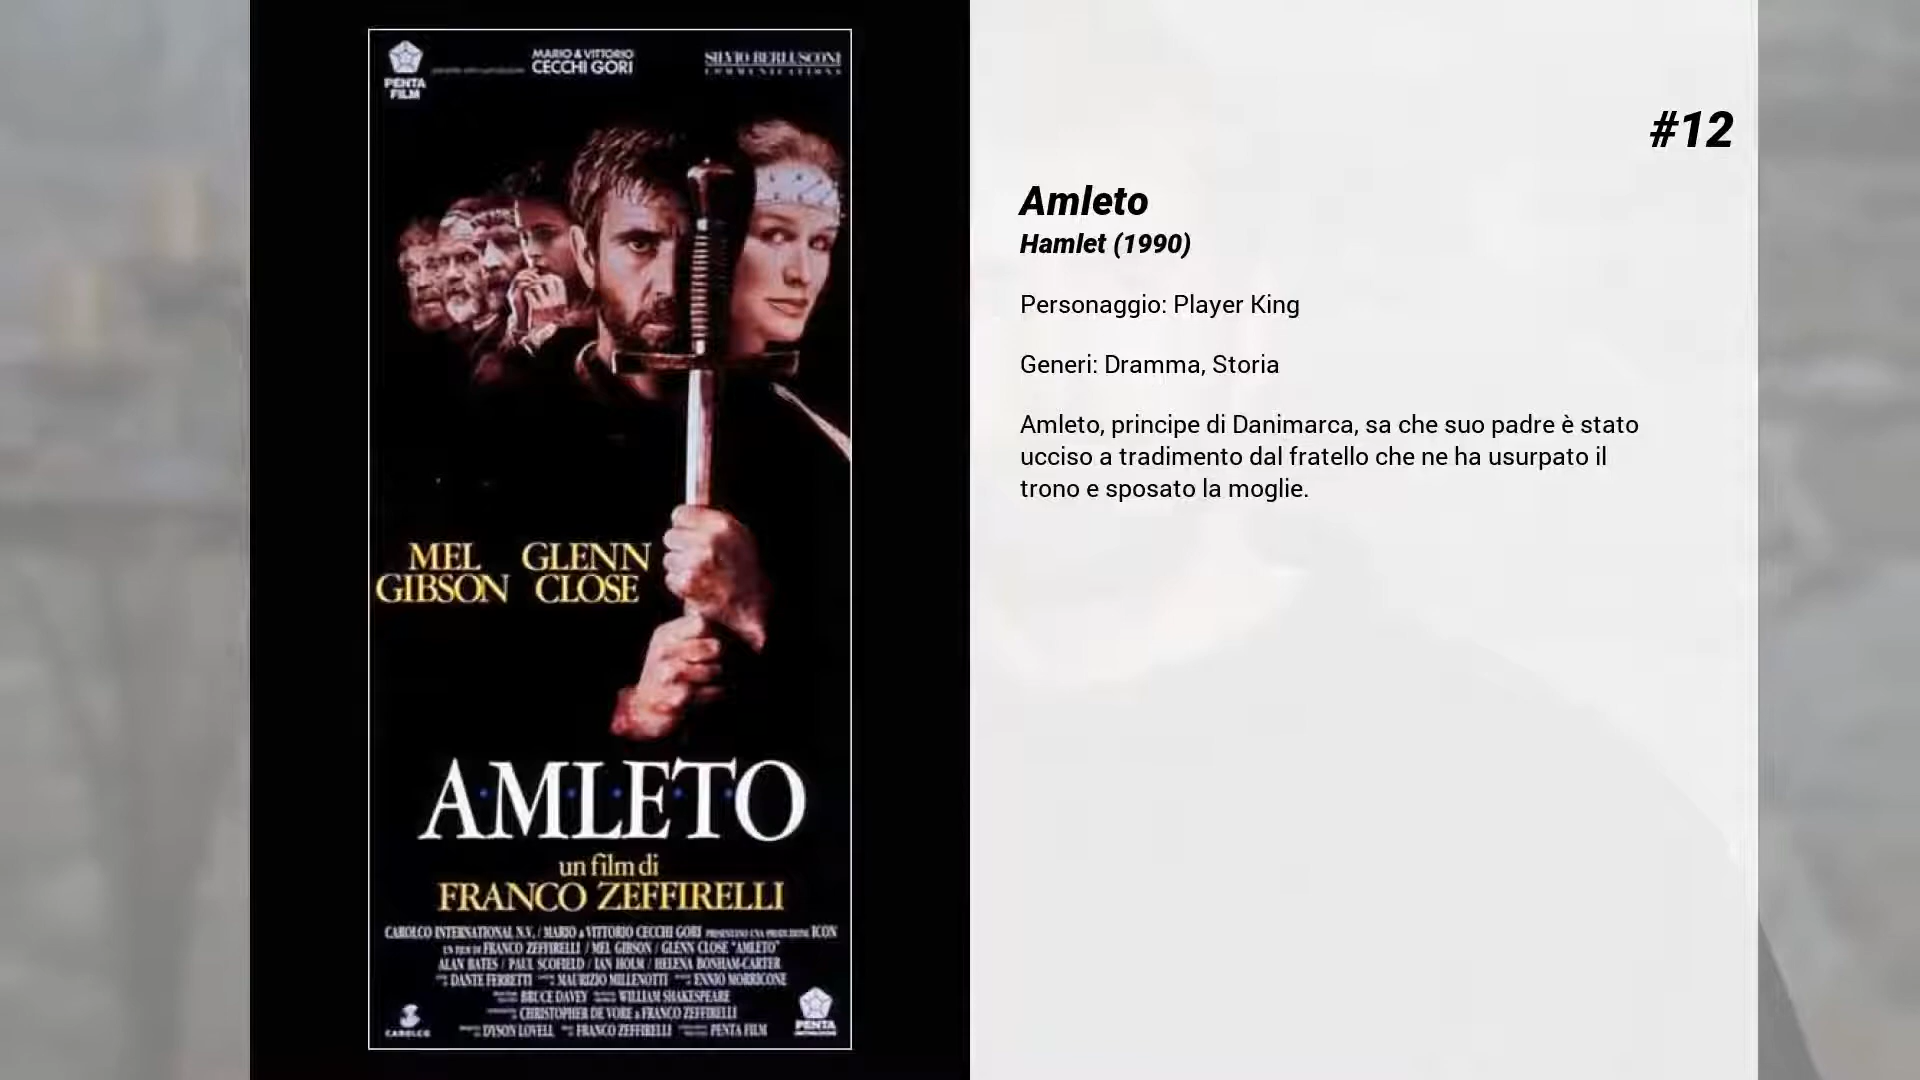 PENTA
FILM
MARIO & VITTORIO
CECCHI GORI
SILVIO BERLUSCONI
COMMUNICATIONS
MEL
GIBSON
GLENN
CLOSE
AMLETO
un film di
FRANCO ZEFFIRELLI
CAROLCO INTERNATIONAL N.V. / MARIO & VITTORIO CECCHI GORI PRESENTANO UNA PRODUZIONE ICON
UN FILM DI FRANCO ZEFFIRELLI / MEL GIBSON / GLENN CLOSE "AMLETO"
ALAN BATES / PAUL SCOFIELD / IAN HOLM / HELENA BONHAM-CARTER
DANTE FERRETTI MAURIZIO MILLENOTTI ENNIO MORRICONE
BRUCE DAVEY WILLIAM SHAKESPEARE
CHRISTOPHER DE VORE & FRANCO ZEFFIRELLI
DYSON LOVELL FRANCO ZEFFIRELLI PENTA FILM
CAROLCO
PENTA
#12
Amleto
Hamlet (1990)
Personaggio: Player King
Generi: Dramma, Storia
Amleto, principe di Danimarca, sa che suo padre è stato
ucciso a tradimento dal fratello che ne ha usurpato il
trono e sposato la moglie.